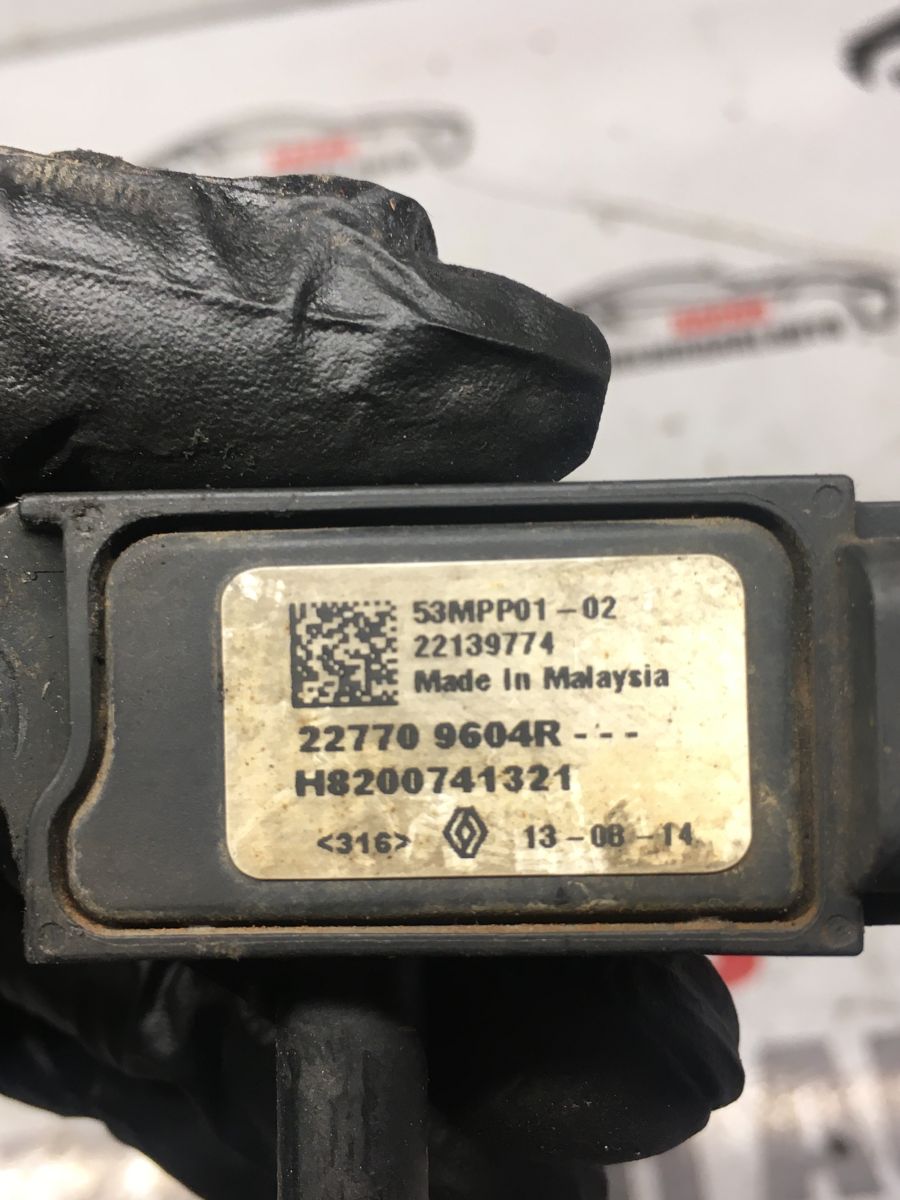 53MPP01-02
22139774
Made In Malaysia
22770 9604R - - -
H8200741321
<316> 13-08-14